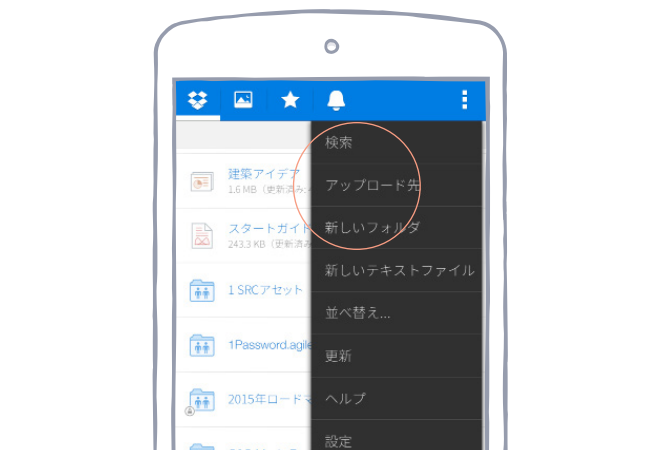 検索
建築アイデア
1.6 MB（更新済み:
アップロード先
スタートガイド
243.3 KB（更新済み
新しいフォルダ
新しいテキストファイル
1 SRCアセット
並べ替え...
1Password.agile
更新
2015年ロードマ
ヘルプ
設定